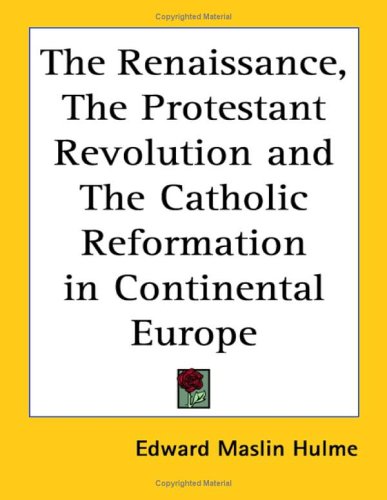 Copyrighted Material
The Renaissance,
The Protestant
Revolution and
The Catholic
Reformation
in Continental
Europe
Edward Maslin Hulme
Copyrighted Material